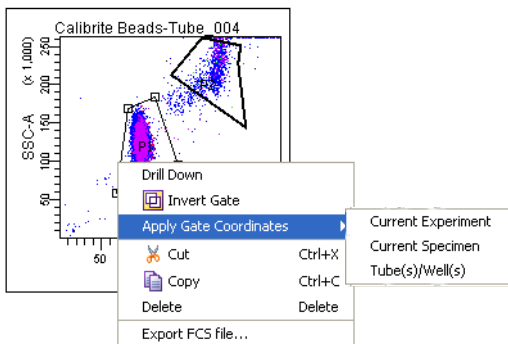 Calibrite Beads-Tube_004
(x 1,000)
SSC-A
250
200
150
100
50
P2
P1
50
Drill Down
Invert Gate
Apply Gate Coordinates
Current Experiment
Current Specimen
Tube(s)/Well(s)
Cut Ctrl+X
Copy Ctrl+C
Delete Delete
Export FCS file...